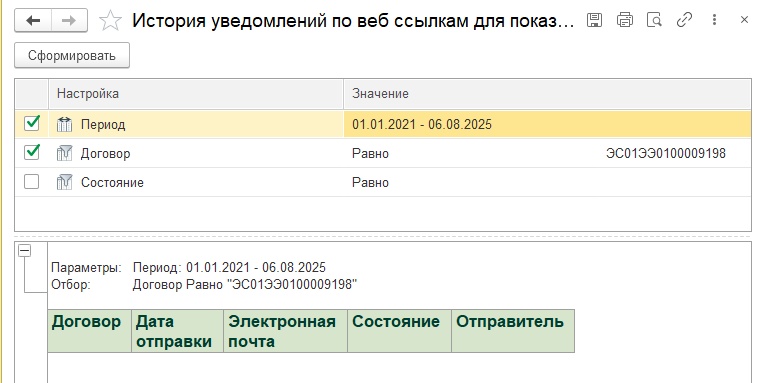 История уведомлений по веб ссылкам для показ...
Сформировать
Настройка Значение
Период 01.01.2021 - 06.08.2025
Договор Равно ЭС01ЭЭ0100009198
Состояние Равно
Параметры: Период: 01.01.2021 - 06.08.2025
Отбор: Договор Равно "ЭС01ЭЭ0100009198"
Договор Дата Электронная Состояние Отправитель
отправки почта